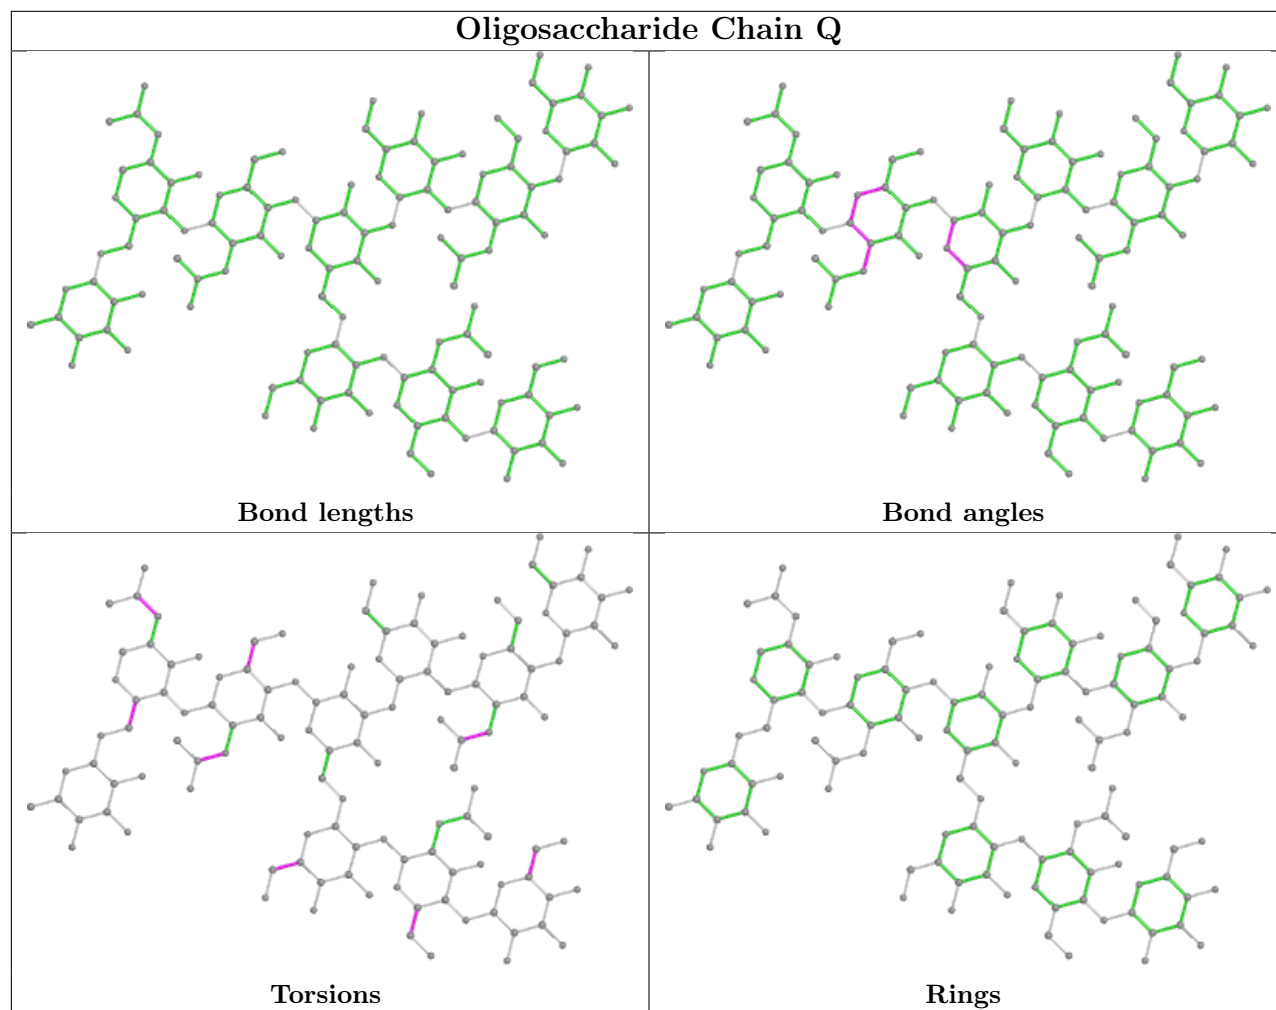 Oligosaccharide Chain Q
Bond lengths
Bond angles
Torsions
Rings